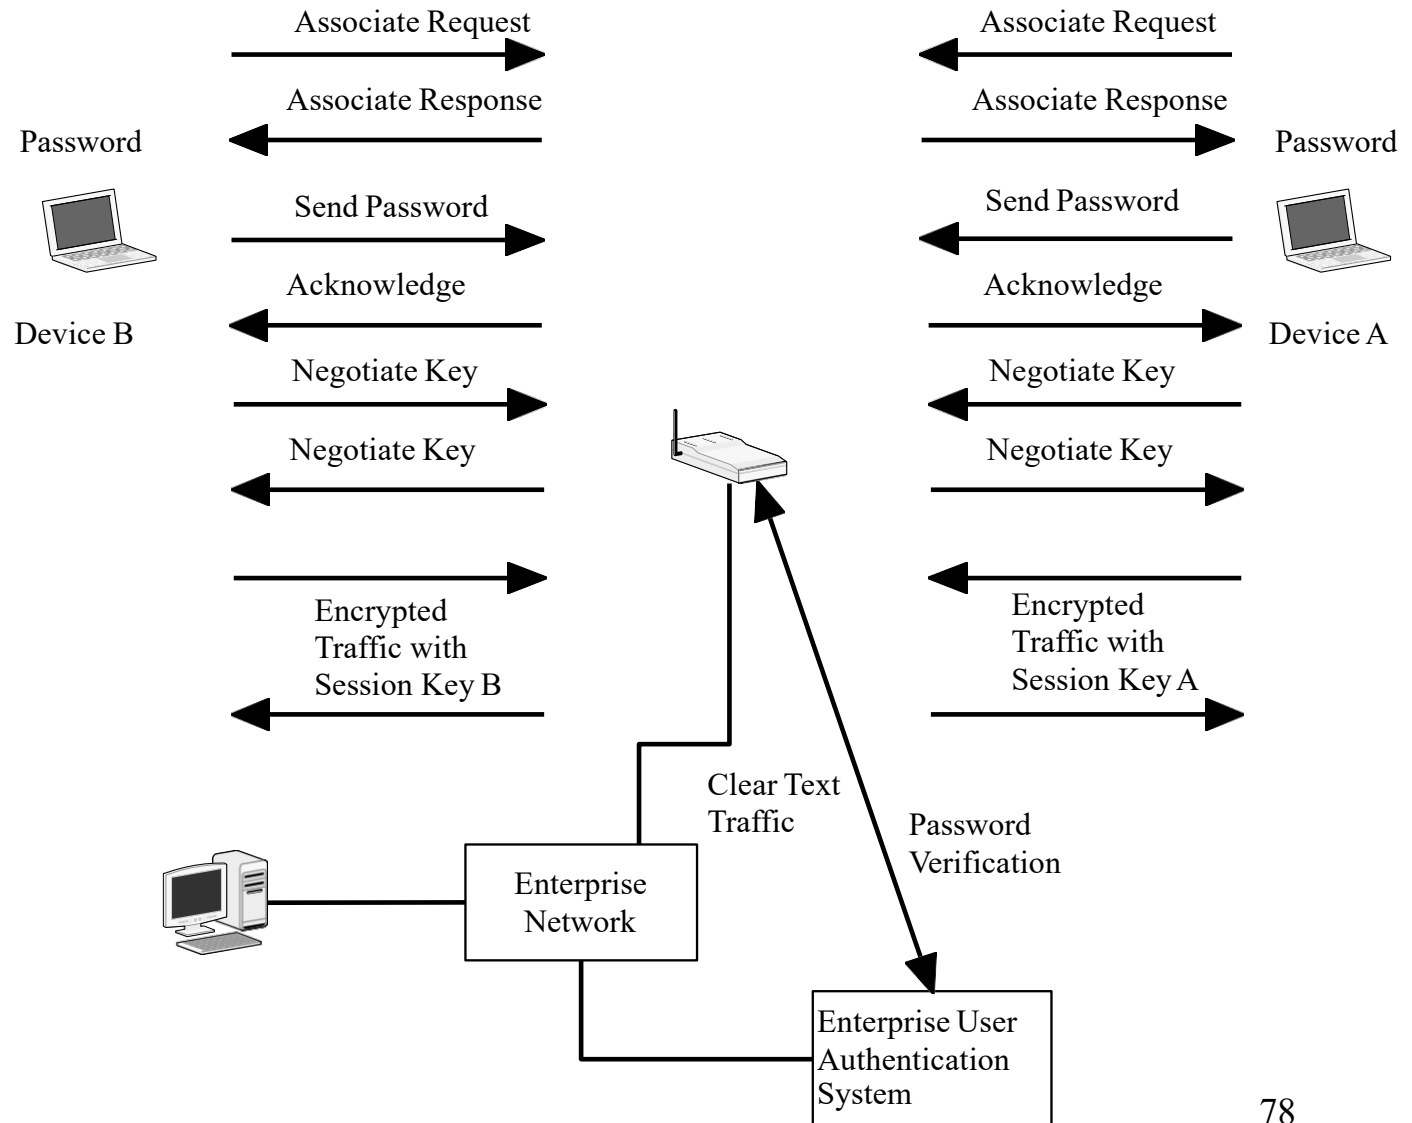 Associate Request
Associate Request
Associate Response
Associate Response
Password
Password
Send Password
Send Password
Acknowledge
Acknowledge
Device B
Device A
Negotiate Key
Negotiate Key
Negotiate Key
Negotiate Key
Encrypted
Traffic with
Session Key B
Encrypted
Traffic with
Session Key A
Clear Text
Traffic
Password
Verification
Enterprise
Network
Enterprise User
Authentication
System
78